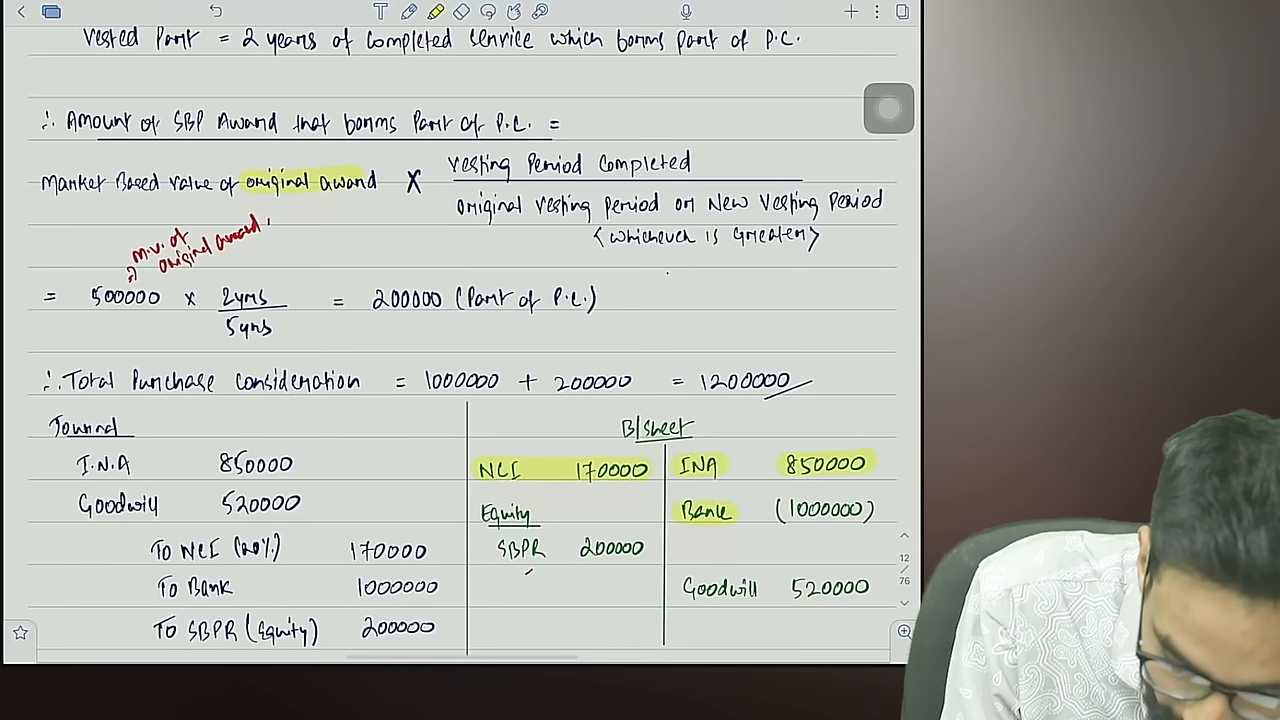 Vested Part = 2 years of completed service which forms part of P.C.
∴ Amount of SBP Award that forms Part of P.C. =
Market Based Value of original award X Vesting Period Completed
Original Vesting Period or New Vesting Period
<whichever is Greater>
M.V. of
original award
= 500000 x 2yrs = 200000 (Part of P.C.)
5yrs
∴ Total Purchase Consideration = 1000000 + 200000 = 1200000
Journal
I.N.A 850000
Goodwill 520000
To NCI (20%) 170000
To Bank 1000000
To SBPR (Equity) 200000
B/Sheet
NCI 170000 INA 850000
Equity Bank (1000000)
SBPR 200000
Goodwill 520000
12
/
76